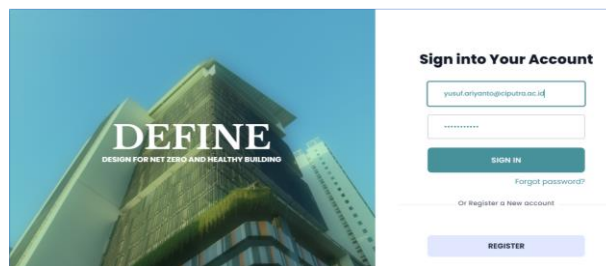 DEFINE
DESIGN FOR NET ZERO AND HEALTHY BUILDING
Sign into Your Account
yusuf.ariyanto@ciputra.ac.id
SIGN IN
Forgot password?
Or Register a New account
REGISTER